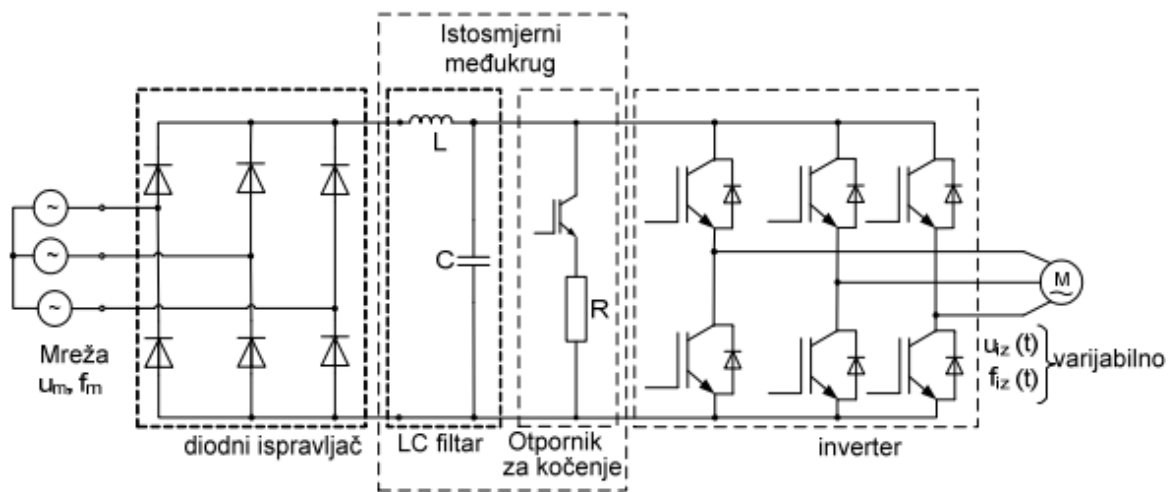 Istosmjerni
međukrug
L
C
R
~
~
~
M
~
Mreža
um, fm
uiz (t)
fiz (t)
varijabilno
diodni ispravljač
LC filtar
Otpornik
za kočenje
inverter